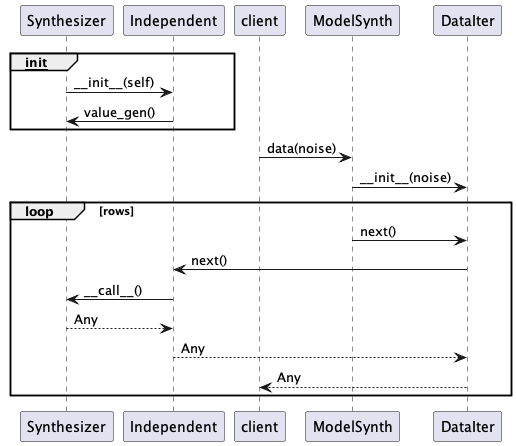 Synthesizer Independent client ModelSynth DataIter
init
__init__(self)
value_gen()
data(noise)
__init__(noise)
loop [rows]
next()
next()
__call__()
Any
Any
Any
Synthesizer Independent client ModelSynth DataIter